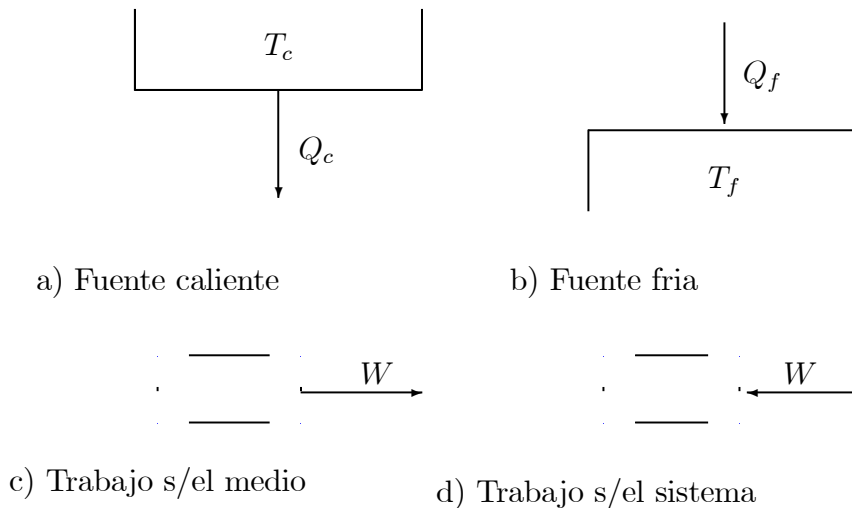 T_c
Q_c
a) Fuente caliente
Q_f
T_f
b) Fuente fria
W
c) Trabajo s/el medio
W
d) Trabajo s/el sistema